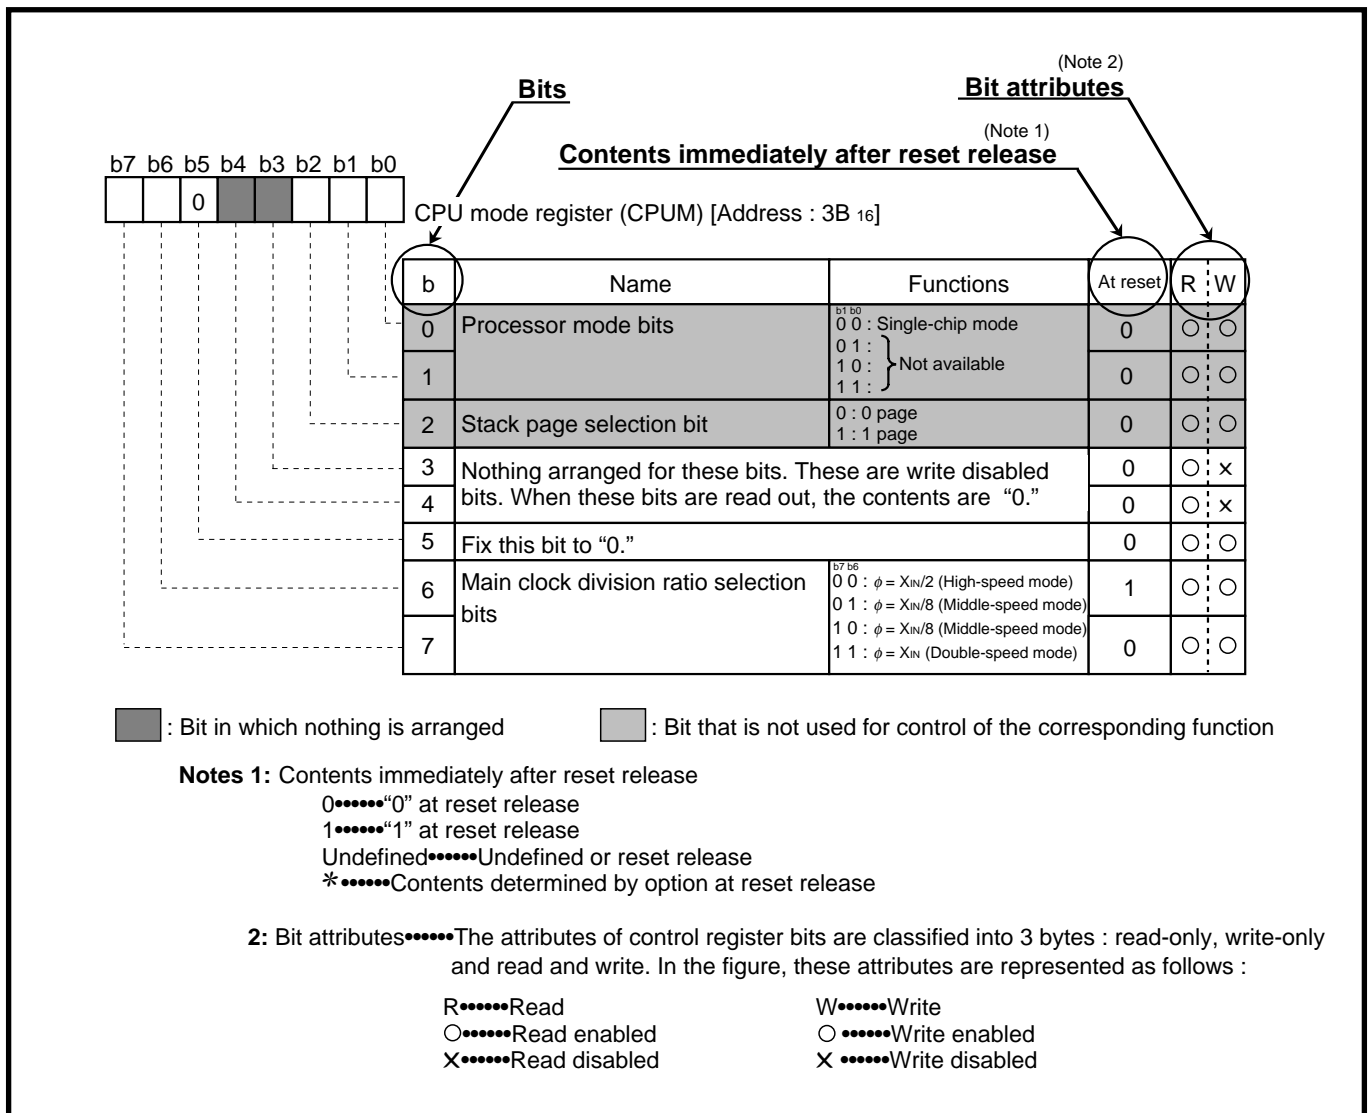 (Note 2)
Bits
Bit attributes
(Note 1)
Contents immediately after reset release
b7 b6 b5 b4 b3 b2 b1 b0
0
CPU mode register (CPUM) [Address : 3B 16]
b Name Functions At reset R W
0 Processor mode bits b1 b0
0 0 : Single-chip mode 0 ○ ○
0 1 :
1 0 : Not available
1 1 :
1 0 ○ ○
2 Stack page selection bit 0 : 0 page 0 ○ ○
1 : 1 page
3 Nothing arranged for these bits. These are write disabled 0 ○ ×
4 bits. When these bits are read out, the contents are “0.” 0 ○ ×
5 Fix this bit to “0.” 0 ○ ○
6 Main clock division ratio selection b7 b6 1 ○ ○
bits
0 0 : ϕ = XIN/2 (High-speed mode)
0 1 : ϕ = XIN/8 (Middle-speed mode)
1 0 : ϕ = XIN/8 (Middle-speed mode)
1 1 : ϕ = XIN (Double-speed mode)
7 0 ○ ○
: Bit in which nothing is arranged : Bit that is not used for control of the corresponding function
Notes 1: Contents immediately after reset release
0••••••“0” at reset release
1••••••“1” at reset release
Undefined••••••Undefined or reset release
*••••••Contents determined by option at reset release
2: Bit attributes••••••The attributes of control register bits are classified into 3 bytes : read-only, write-only
and read and write. In the figure, these attributes are represented as follows :
R••••••Read W••••••Write
○••••••Read enabled ○ ••••••Write enabled
×••••••Read disabled × ••••••Write disabled